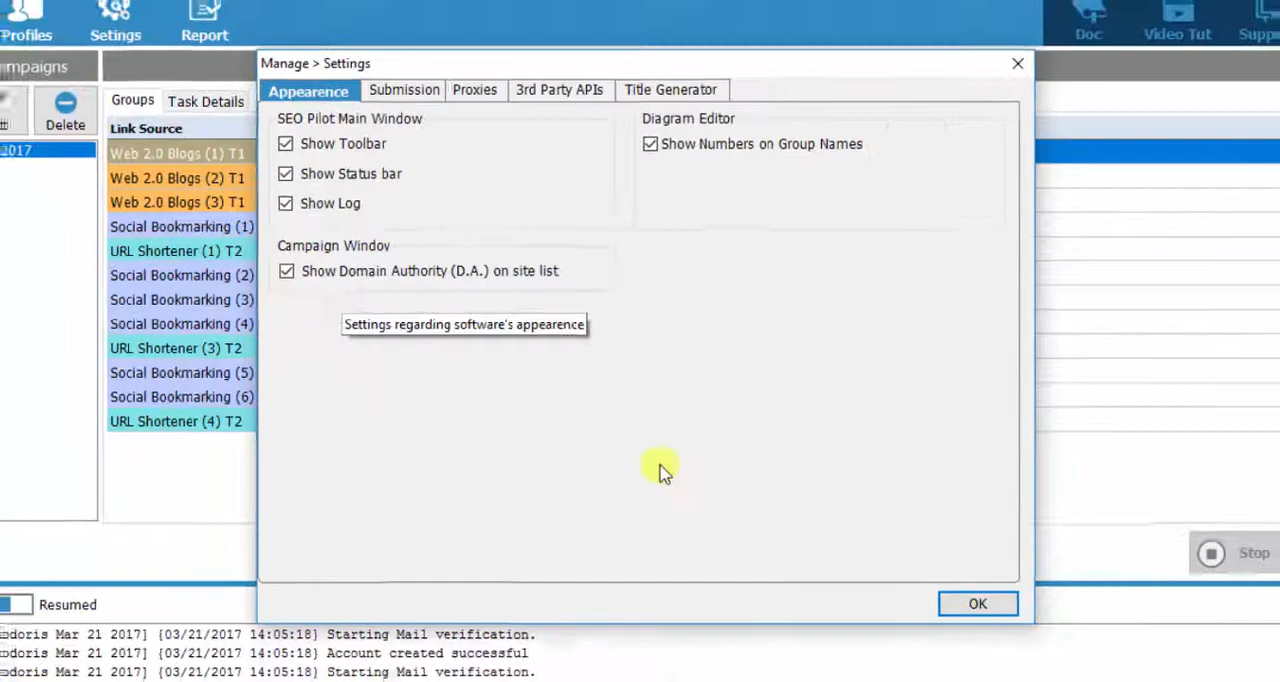 Profiles
Settings
Report
Doc
Video Tut
Manage > Settings
Appearence
Submission
Proxies
3rd Party APIs
Title Generator
Groups
Task Details
Delete
Link Source
2017
Web 2.0 Blogs (1) T1
Web 2.0 Blogs (2) T1
Web 2.0 Blogs (3) T1
Social Bookmarking (1)
URL Shortener (1) T2
Social Bookmarking (2)
Social Bookmarking (3)
Social Bookmarking (4)
URL Shortener (3) T2
Social Bookmarking (5)
Social Bookmarking (6)
URL Shortener (4) T2
SEO Pilot Main Window
Show Toolbar
Show Status bar
Show Log
Diagram Editor
Show Numbers on Group Names
Campaign Windov
Show Domain Authority (D.A.) on site list
Settings regarding software's appearence
OK
Stop
Resumed
doris Mar 21 2017] {03/21/2017 14:05:18} Starting Mail verification.
doris Mar 21 2017] {03/21/2017 14:05:18} Account created successful
doris Mar 21 2017] {03/21/2017 14:05:18} Starting Mail verification.